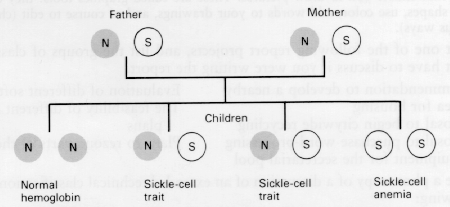 Father Mother
N S N S
Children
N N N S N S S S
Normal hemoglobin Sickle-cell trait Sickle-cell trait Sickle-cell anemia